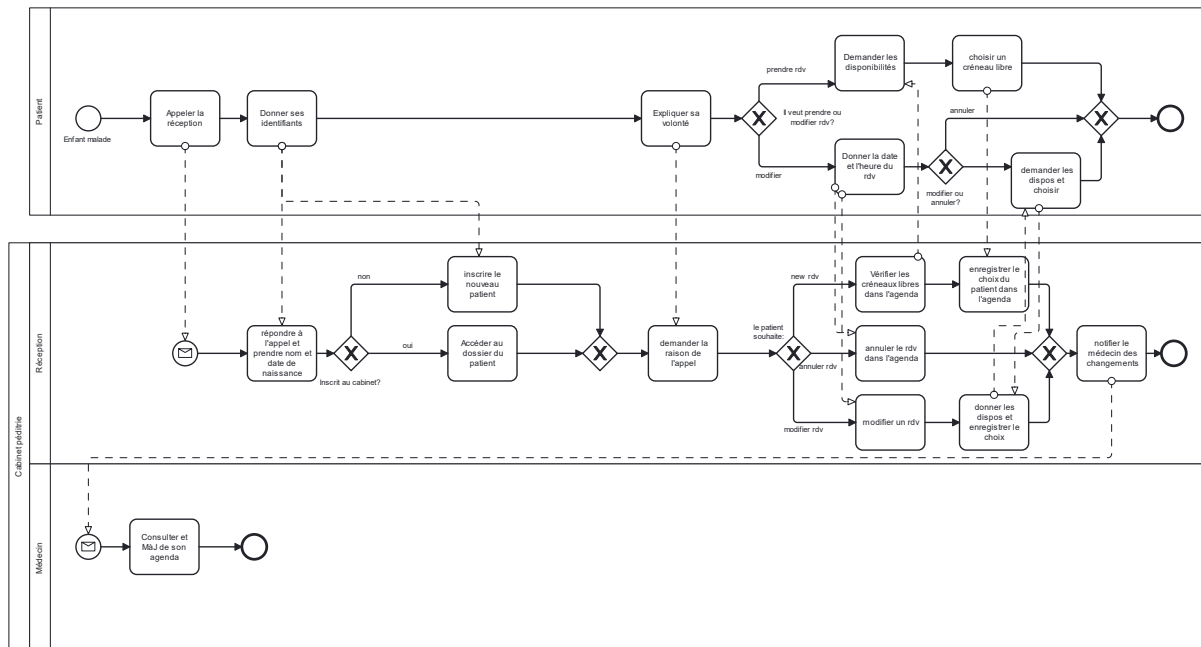 Patient
Enfant malade
Appeler la
réception
Donner ses
identifiants
Expliquer sa
volonté
prendre rdv
Il veut prendre ou
modifier rdv?
modifier
Demander les
disponibilités
choisir un
créneau libre
Donner la date
et l'heure du
rdv
annuler
modifier ou
annuler?
demander les
dispos et
choisir
Cabinet péditrie
Réception
répondre à
l'appel et
prendre nom et
date de
naissance
non
oui
Inscrit au cabinet?
inscrire le
nouveau
patient
Accéder au
dossier du
patient
demander la
raison de
l'appel
le patient
souhaite:
new rdv
annuler rdv
modifier rdv
Vérifier les
créneaux libres
dans l'agenda
enregistrer le
choix du
patient dans
l'agenda
annuler le rdv
dans l'agenda
modifier un rdv
donner les
dispos et
enregistrer le
choix
notifier le
médecin des
changements
Médecin
Consulter et
MàJ de son
agenda